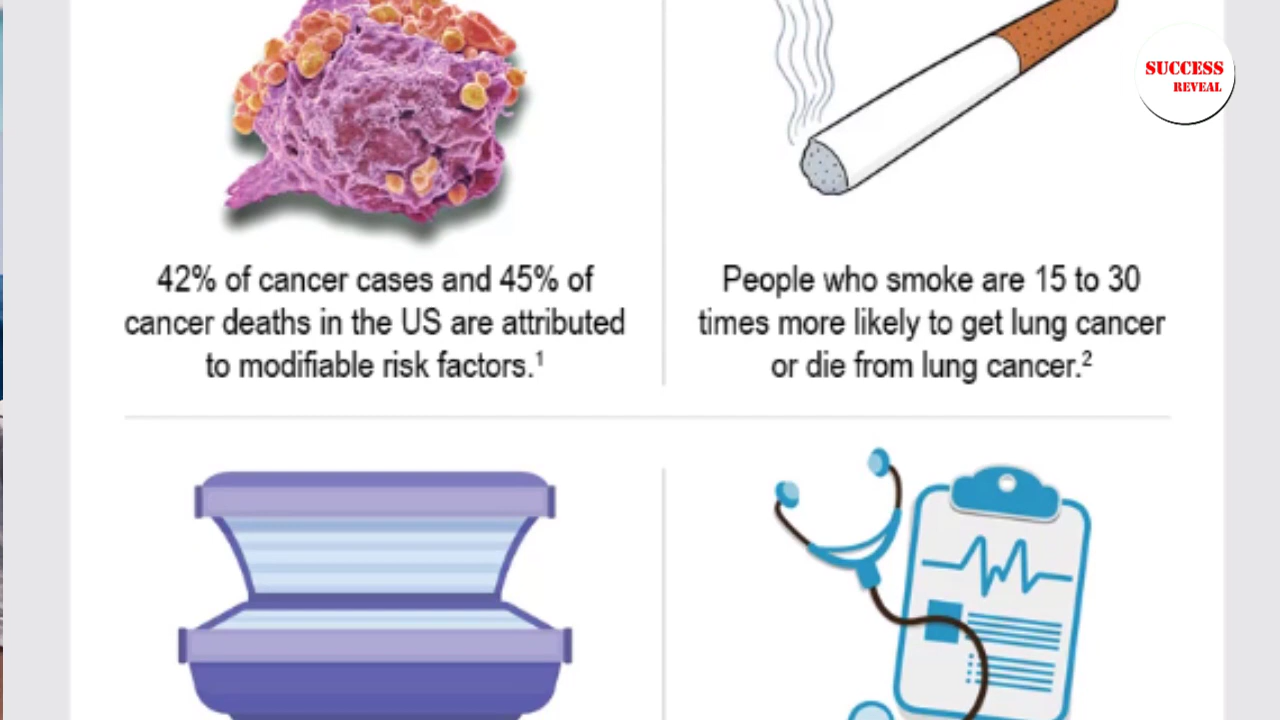 SUCCESS
REVEAL
42% of cancer cases and 45% of
cancer deaths in the US are attributed
to modifiable risk factors.¹
People who smoke are 15 to 30
times more likely to get lung cancer
or die from lung cancer.²